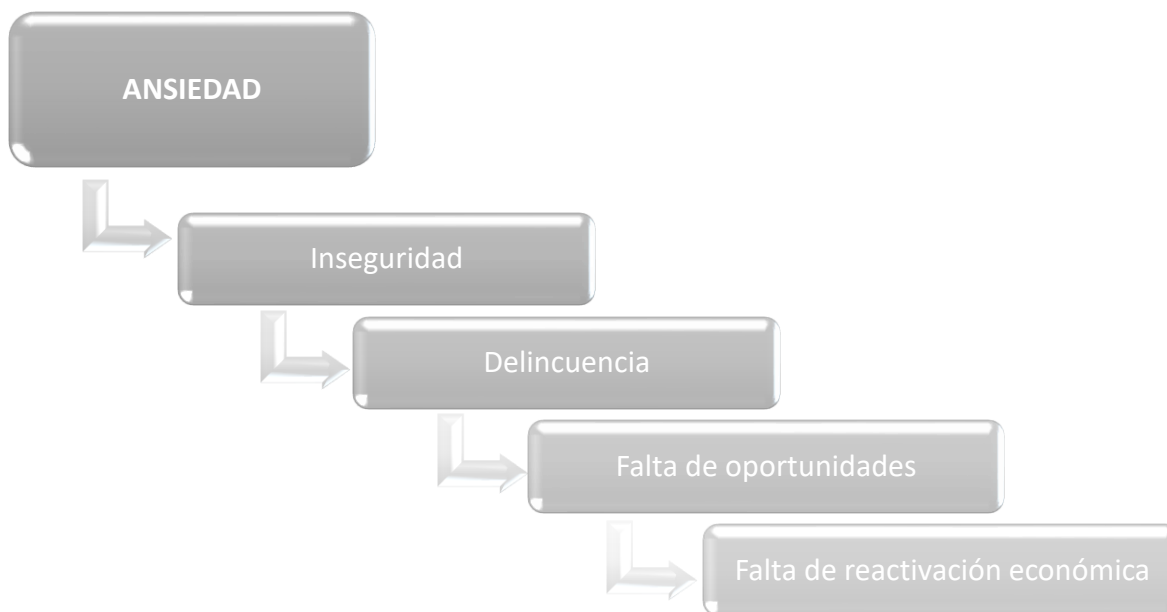 ANSIEDAD
Inseguridad
Delincuencia
Falta de oportunidades
Falta de reactivación económica